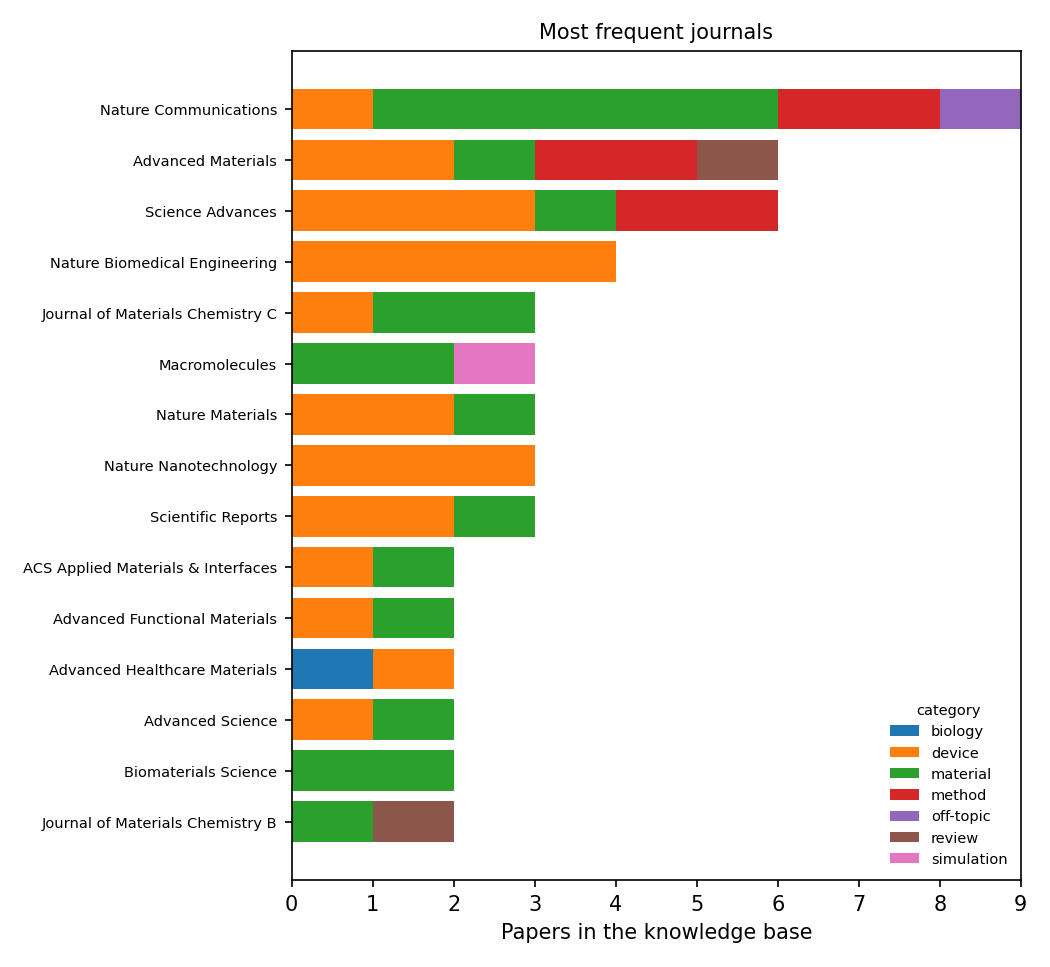 Most frequent journals
Nature Communications
Advanced Materials
Science Advances
Nature Biomedical Engineering
Journal of Materials Chemistry C
Macromolecules
Nature Materials
Nature Nanotechnology
Scientific Reports
ACS Applied Materials & Interfaces
Advanced Functional Materials
Advanced Healthcare Materials
Advanced Science
Biomaterials Science
Journal of Materials Chemistry B
category
biology
device
material
method
off-topic
review
simulation
0 1 2 3 4 5 6 7 8 9
Papers in the knowledge base